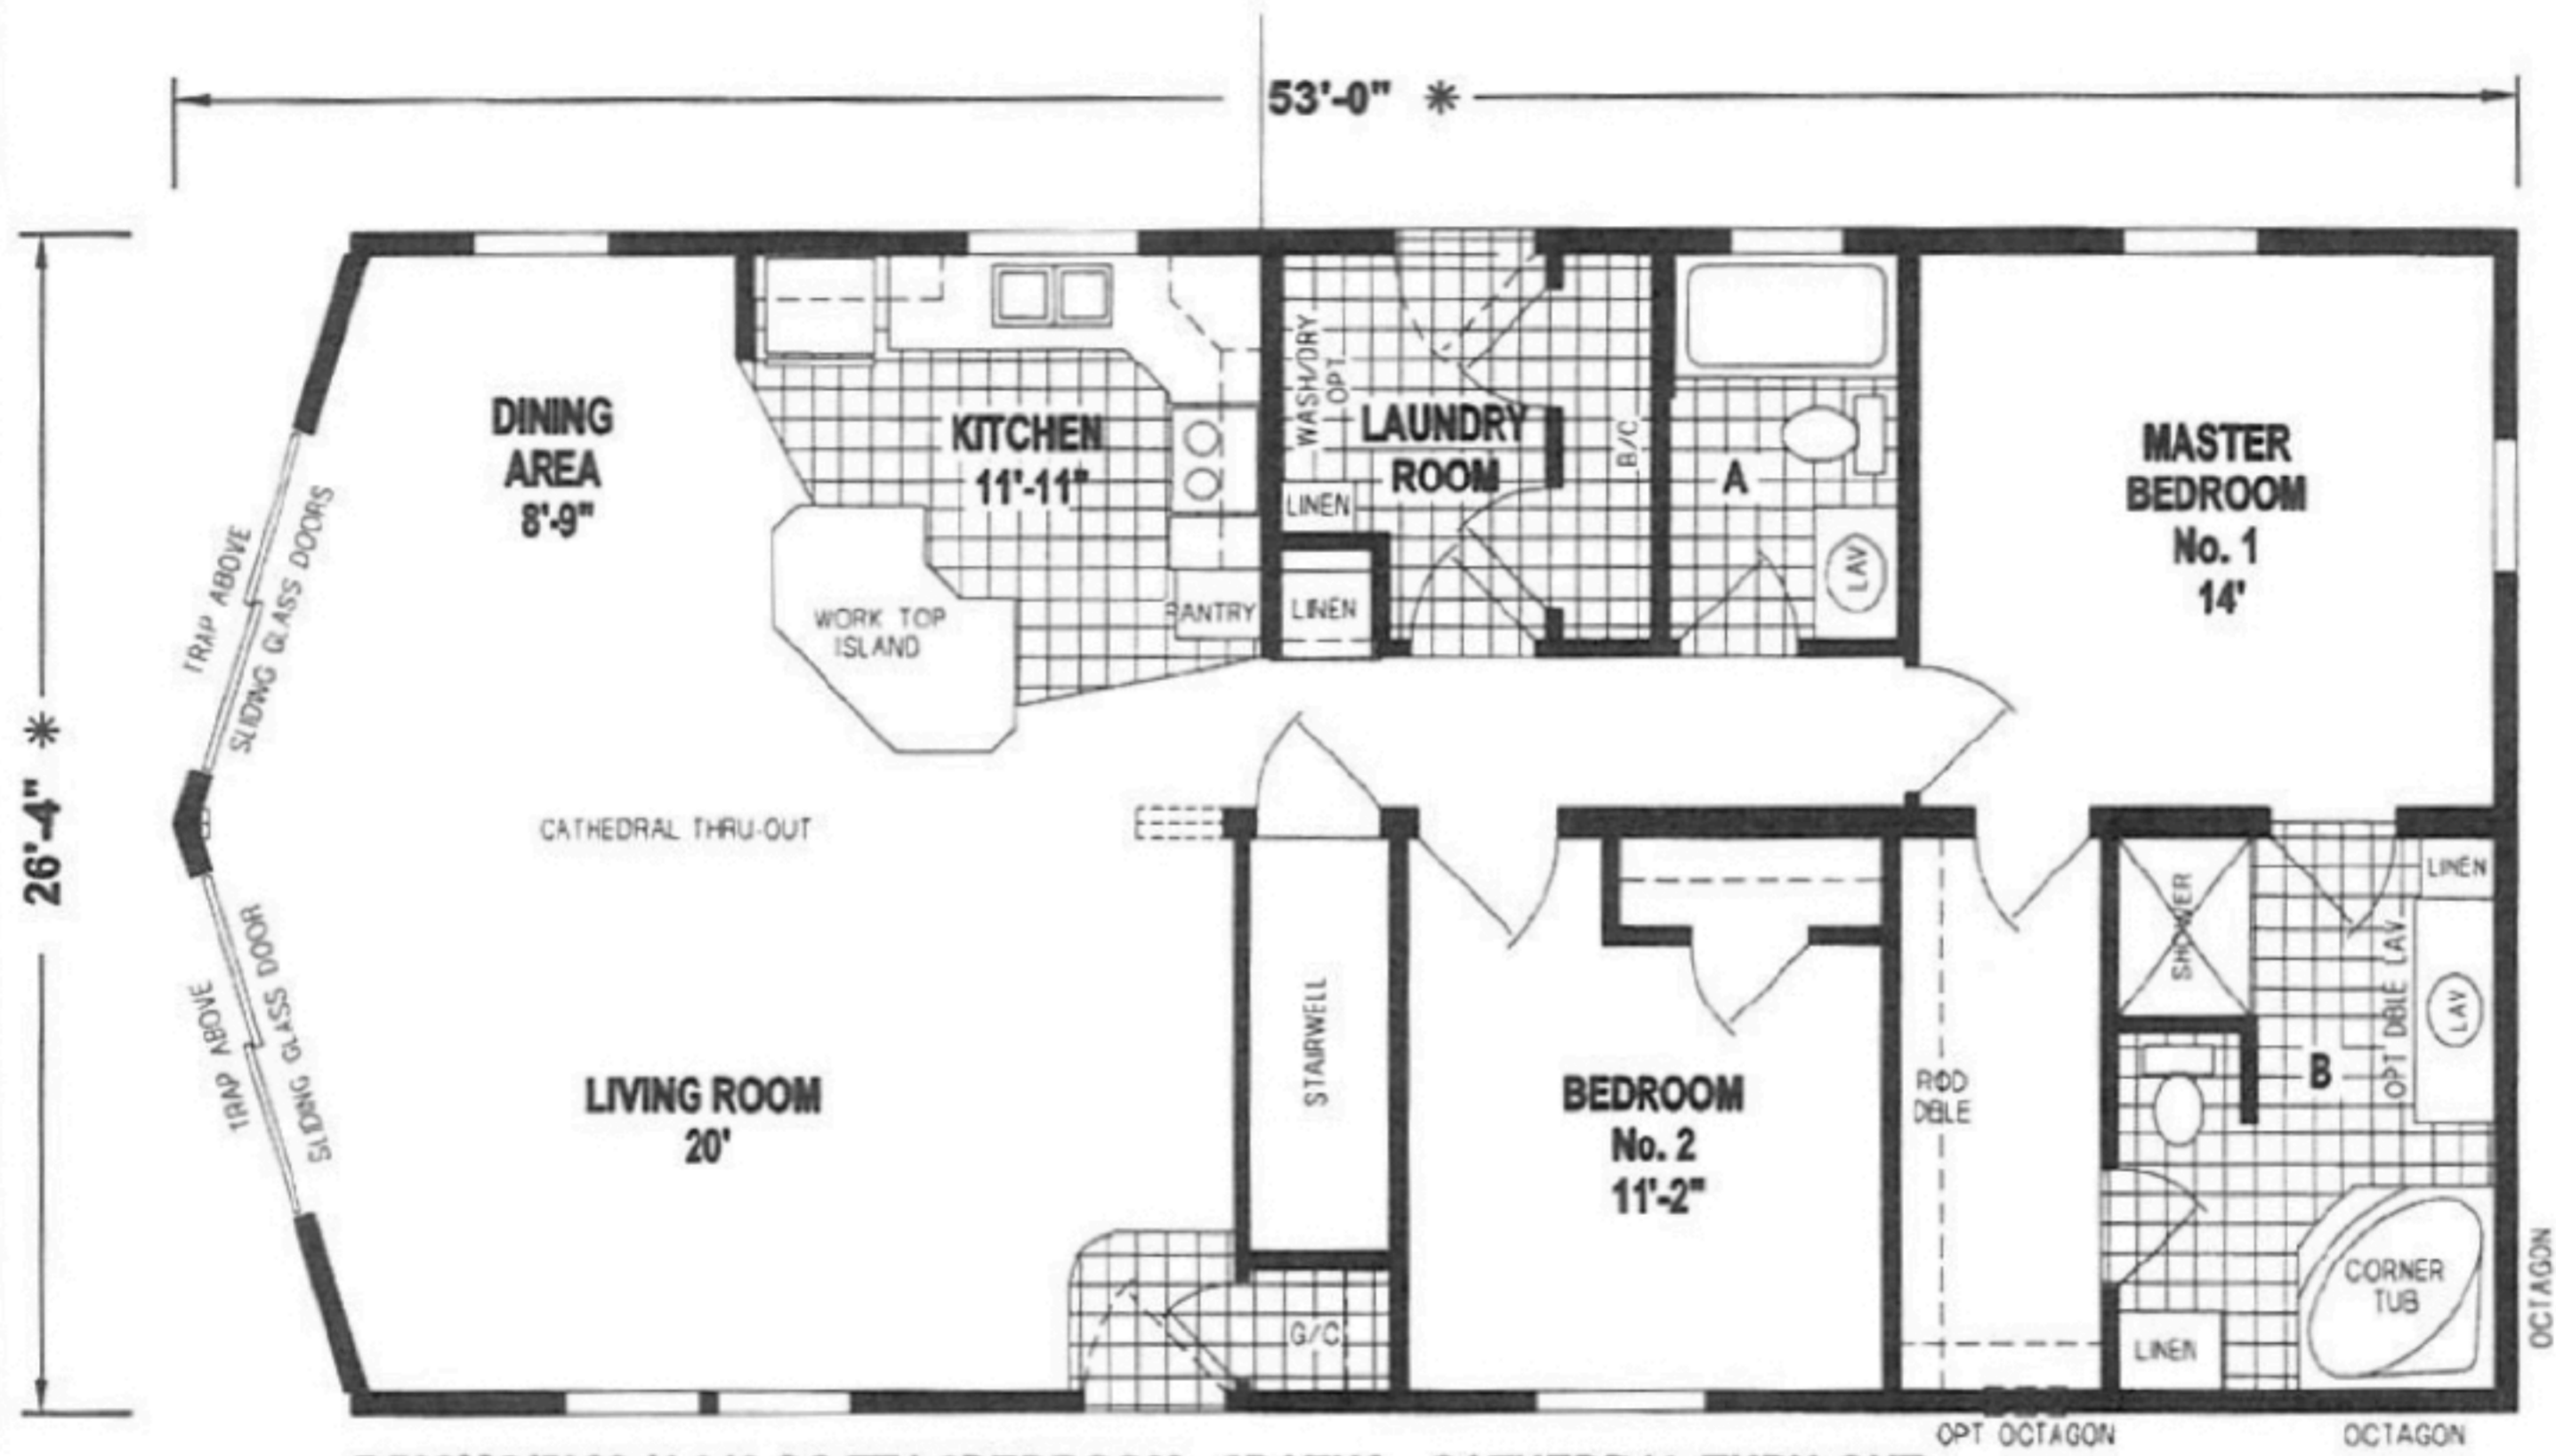 53'-0" *
26'-4" *
DINING
AREA
8'-9"
KITCHEN
11'-11"
WASH/DRY
OPT
LAUNDRY
ROOM
LINEN
B/C
A
LAV
MASTER
BEDROOM
No. 1
14'
TRAP ABOVE
SLIDING GLASS DOORS
WORK TOP
ISLAND
PANTRY
LINEN
CATHEDRAL THRU-OUT
TRAP ABOVE
SLIDING GLASS DOOR
LIVING ROOM
20'
STAIRWELL
G/C
BEDROOM
No. 2
11'-2"
ROD
DBLE
SHOWER
LINEN
OPT DBLE LAV
LAV
B
CORNER
TUB
LINEN
OCTAGON
OPT OCTAGON
OCTAGON